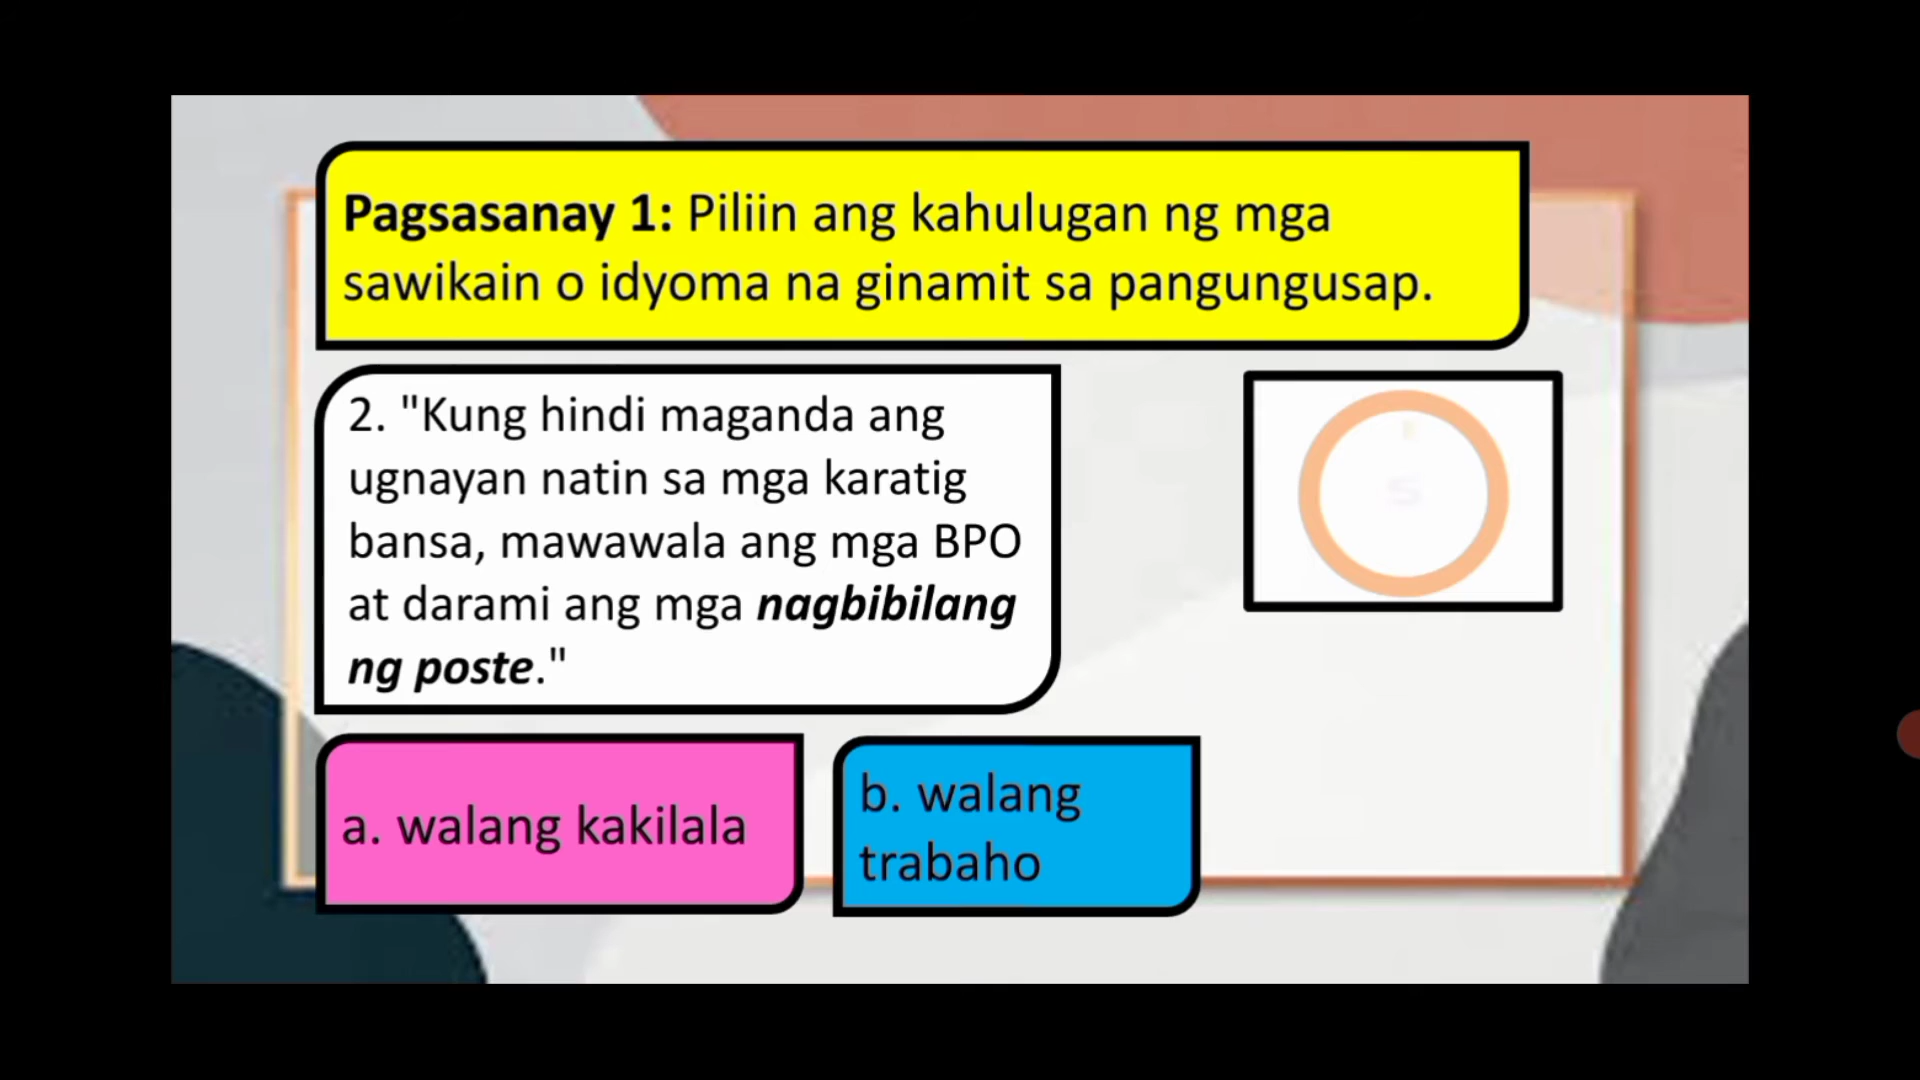 Pagsasanay 1: Piliin ang kahulugan ng mga
sawikain o idyoma na ginamit sa pangungusap.
2. "Kung hindi maganda ang
ugnayan natin sa mga karatig
bansa, mawawala ang mga BPO
at darami ang mga nagbibilang
ng poste."
a. walang kakilala
b. walang
trabaho